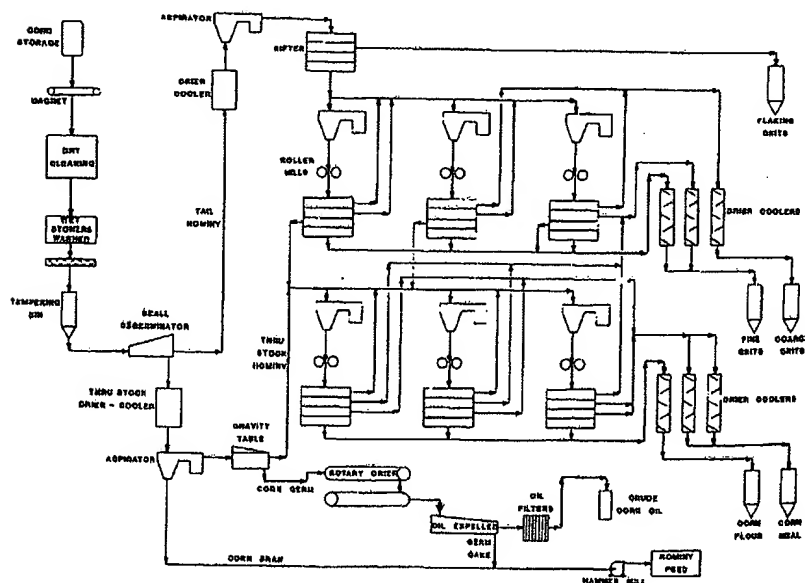 CORN
STORAGE
MAGNET
DRY
CLEANING
WET
STONERS
WASHER
TEMPERING
BIN
BEALL
DEGERMINATOR
THRU STOCK
DRIER - COOLER
ASPIRATOR
GRAVITY
TABLE
CORN GERM
ROTARY DRIER
OIL EXPELLER
GERM
CAKE
OIL
FILTERS
CRUDE
CORN OIL
CORN BRAN
HAMMER MILL
HOMINY
FEED
ASPIRATOR
DRIER
COOLER
TAIL
HOMINY
SIFTER
FLAKING
GRITS
ROLLER
MILLS
DRIER COOLERS
FINE
GRITS
COARSE
GRITS
THRU
STOCK
HOMINY
DRIER COOLERS
CORN
FLOUR
CORN
MEAL